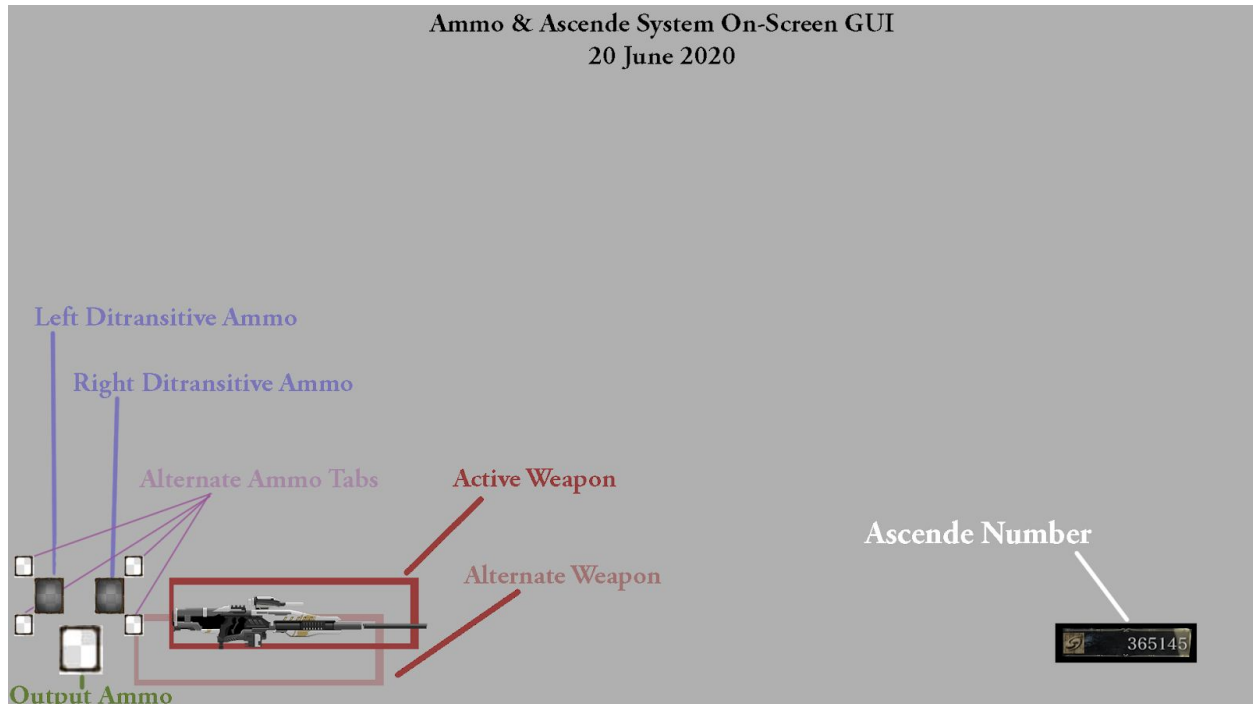 Ammo & Ascende System On-Screen GUI
20 June 2020
Left Ditransitive Ammo
Right Ditransitive Ammo
Alternate Ammo Tabs
Active Weapon
Ascende Number
Alternate Weapon
365145
Output Ammo